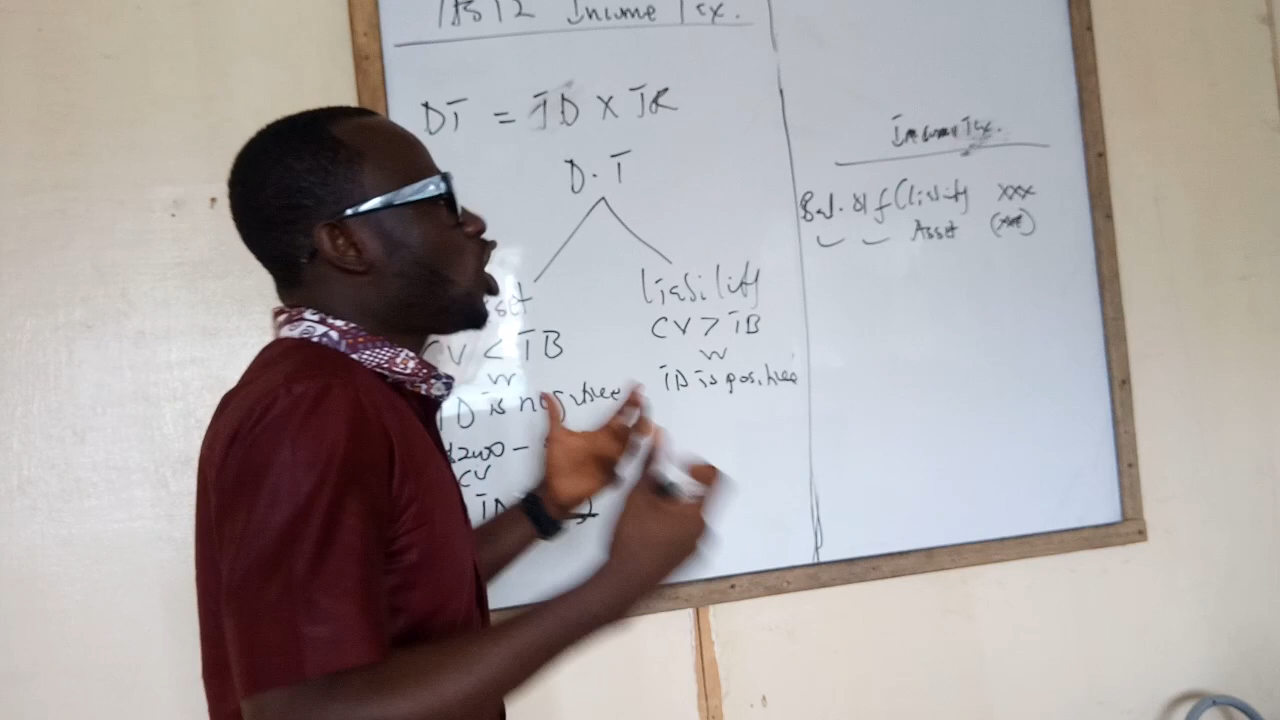 IAS 12 Income Tax.
DT = TD X TR
D.T
liability
CV < TB
CV > TB
TD is negative
TD is positive
CV
Income Tax.
Bal. b/f (liability xxx
Asset (xxx)